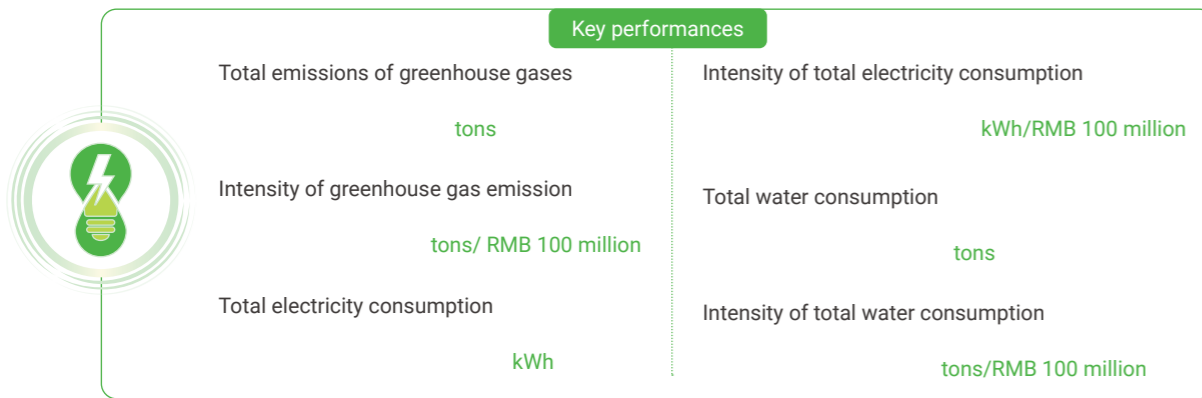 Key performances
Total emissions of greenhouse gases
tons
Intensity of greenhouse gas emission
tons/ RMB 100 million
Total electricity consumption
kWh
Intensity of total electricity consumption
kWh/RMB 100 million
Total water consumption
tons
Intensity of total water consumption
tons/RMB 100 million